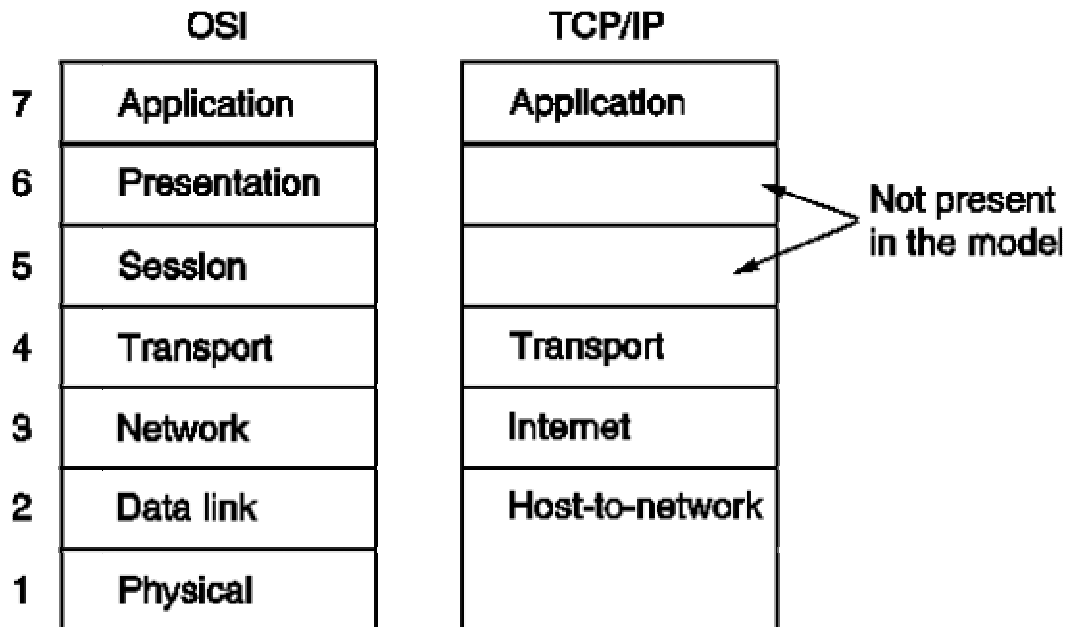 OSI TCP/IP
7 Application Application
6 Presentation
Not present
in the model
5 Session
4 Transport Transport
3 Network Internet
2 Data link Host-to-network
1 Physical